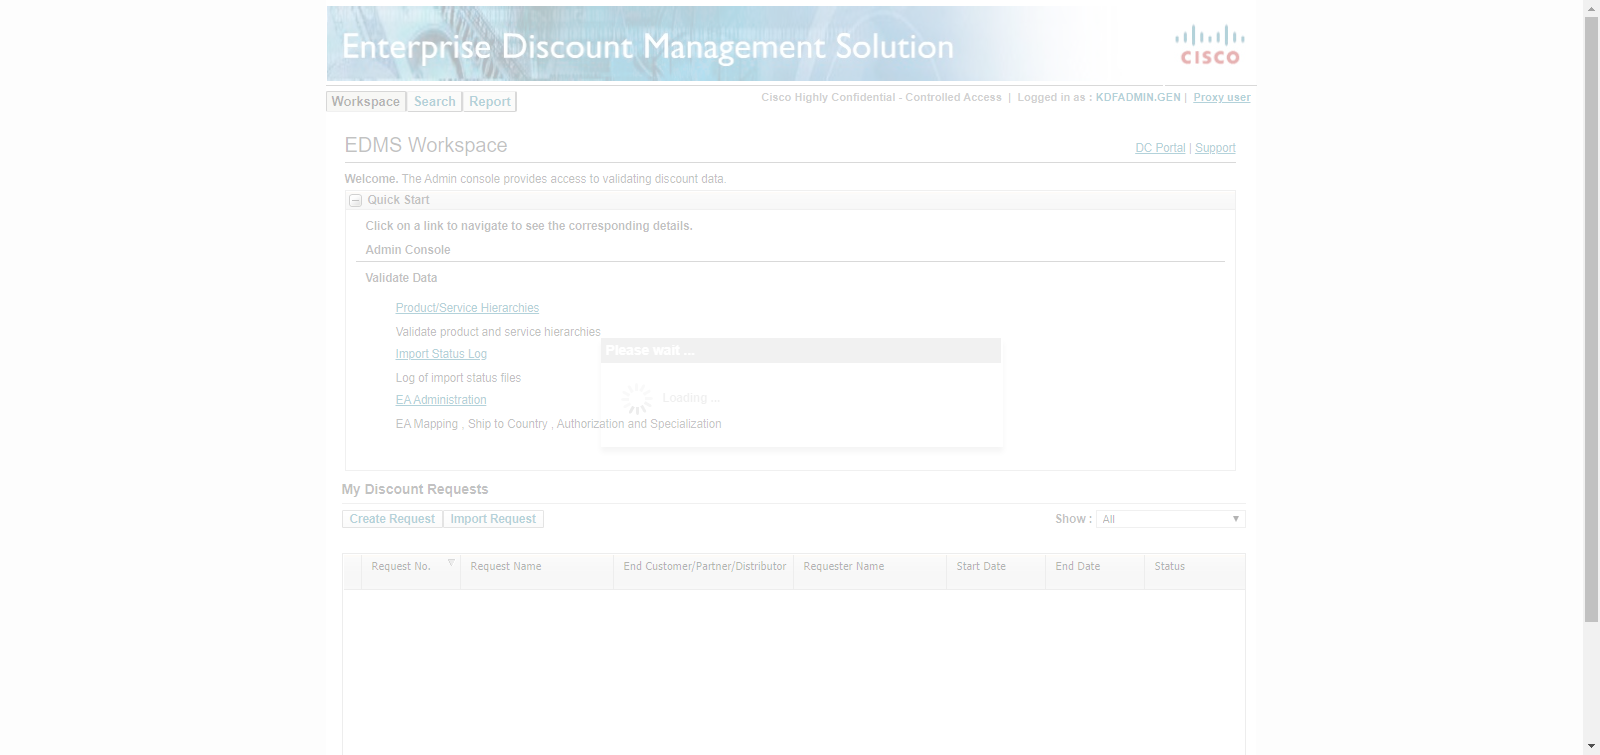 Enterprise Discount Management Solution
CISCO
Workspace Search Report
Cisco Highly Confidential - Controlled Access | Logged in as : KDFADMIN.GEN | Proxy user
EDMS Workspace
DC Portal | Support
Welcome. The Admin console provides access to validating discount data.
Quick Start
Click on a link to navigate to see the corresponding details.
Admin Console
Validate Data
Product/Service Hierarchies
Validate product and service hierarchies
Please wait ...
Import Status Log
Log of import status files
Loading ...
EA Administration
EA Mapping , Ship to Country , Authorization and Specialization
My Discount Requests
Create Request Import Request
Show : All
Request No. Request Name End Customer/Partner/Distributor Requester Name Start Date End Date Status